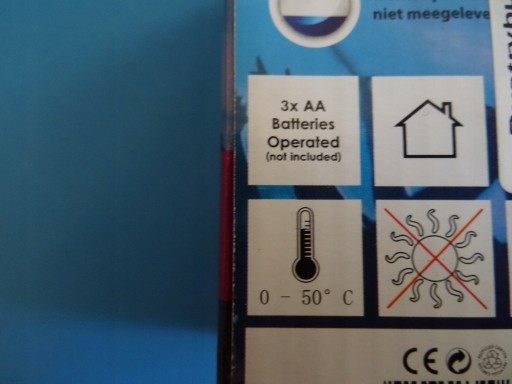 niet meegeleve
3x AA
Batteries
Operated
(not included)
0 - 50° C
CE